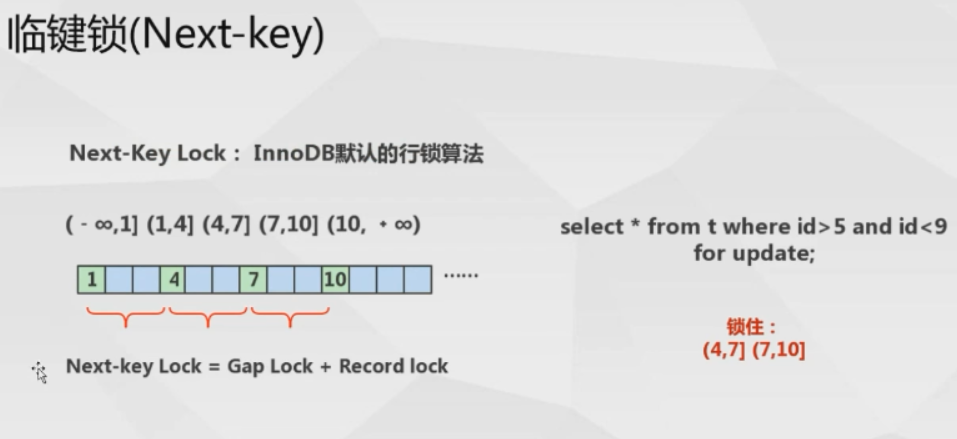 临键锁(Next-key)
Next-Key Lock： InnoDB默认的行锁算法
(﹣∞,1] (1,4] (4,7] (7,10] (10, ﹢∞)
select * from t where id>5 and id<9
for update;
1 4 7 10 ······
锁住：
(4,7] (7,10]
Next-key Lock = Gap Lock + Record lock